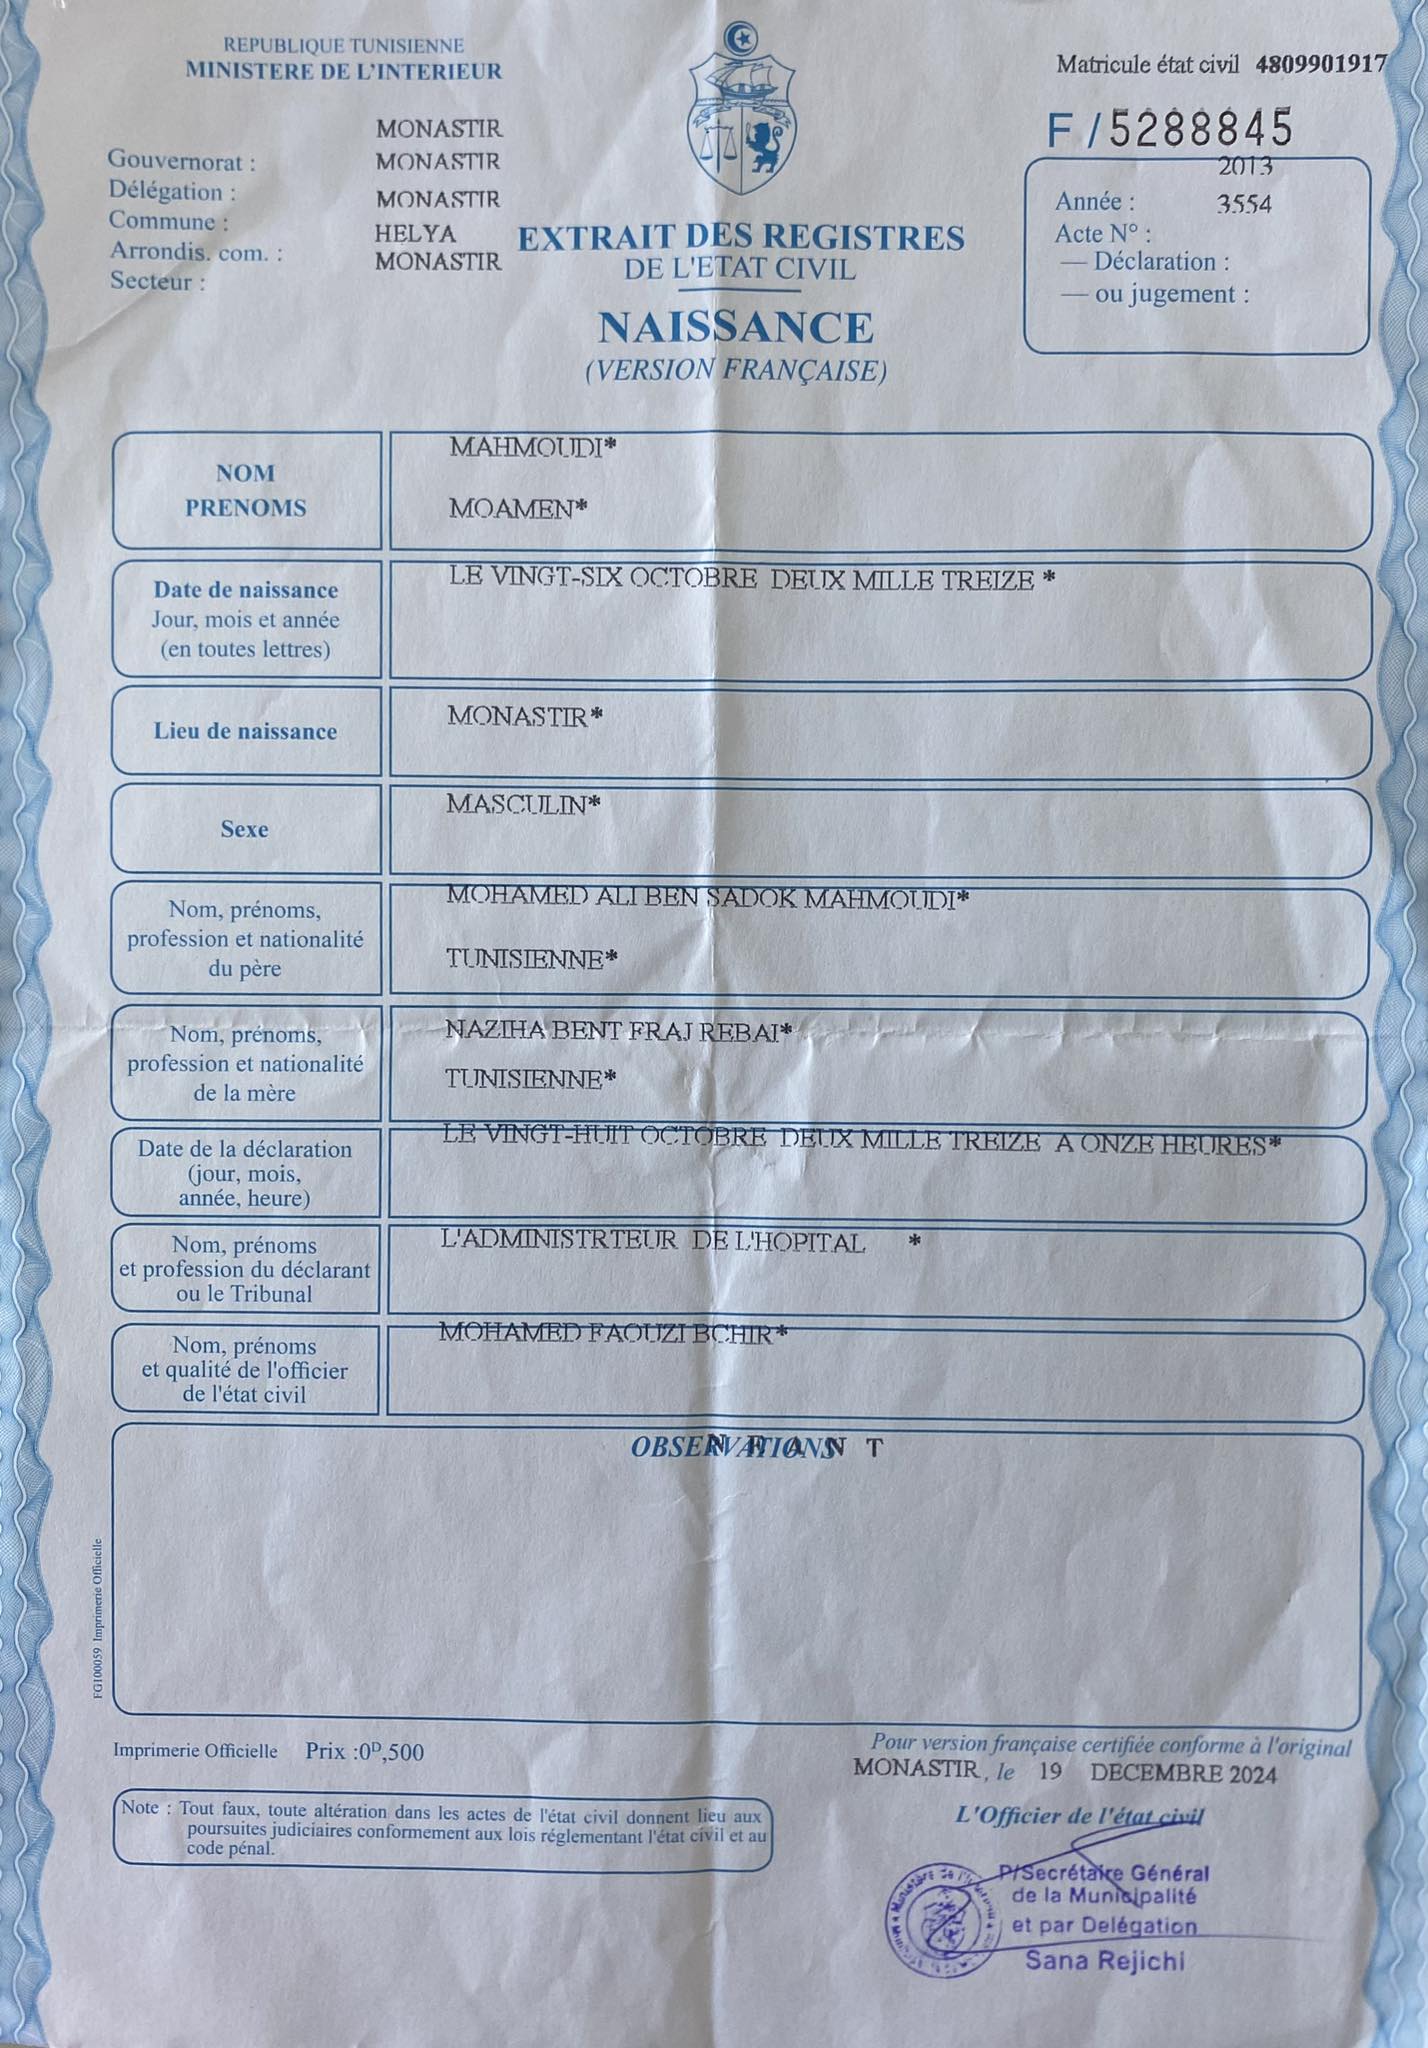 REPUBLIQUE TUNISIENNE
MINISTERE DE L'INTERIEUR
Matricule état civil 4809901917
F / 5288845
MONASTIR
Gouvernorat : MONASTIR
Délégation : MONASTIR
Commune : HELYA
Arrondis. com. : MONASTIR
Secteur :
2013
Année : 3554
Acte N° :
— Déclaration :
— ou jugement :
EXTRAIT DES REGISTRES
DE L'ETAT CIVIL
NAISSANCE
(VERSION FRANÇAISE)
NOM
PRENOMS
MAHMOUDI*
MOAMEN*
Date de naissance
Jour, mois et année
(en toutes lettres)
LE VINGT-SIX OCTOBRE DEUX MILLE TREIZE *
Lieu de naissance
MONASTIR*
Sexe
MASCULIN*
Nom, prénoms,
profession et nationalité
du père
MOHAMED ALI BEN SADOK MAHMOUDI*
TUNISIENNE*
Nom, prénoms,
profession et nationalité
de la mère
NAZIHA BENT FRAJ REBAI*
TUNISIENNE*
Date de la déclaration
(jour, mois,
année, heure)
LE VINGT-HUIT OCTOBRE DEUX MILLE TREIZE A ONZE HEURES*
Nom, prénoms
et profession du déclarant
ou le Tribunal
L'ADMINISTRTEUR DE L'HOPITAL *
Nom, prénoms
et qualité de l'officier
de l'état civil
MOHAMED FAOUZI BCHIR*
OBSERVATIONS
N E A N T
FG100059 Imprimerie Officielle
Imprimerie Officielle Prix :0D,500
Pour version française certifiée conforme à l'original
MONASTIR , le 19 DECEMBRE 2024
L'Officier de l'état civil
Note : Tout faux, toute altération dans les actes de l'état civil donnent lieu aux
poursuites judiciaires conformement aux lois réglementant l'état civil et au
code pénal.
P/Secrétaire Général
de la Municipalité
et par Delégation
Sana Rejichi